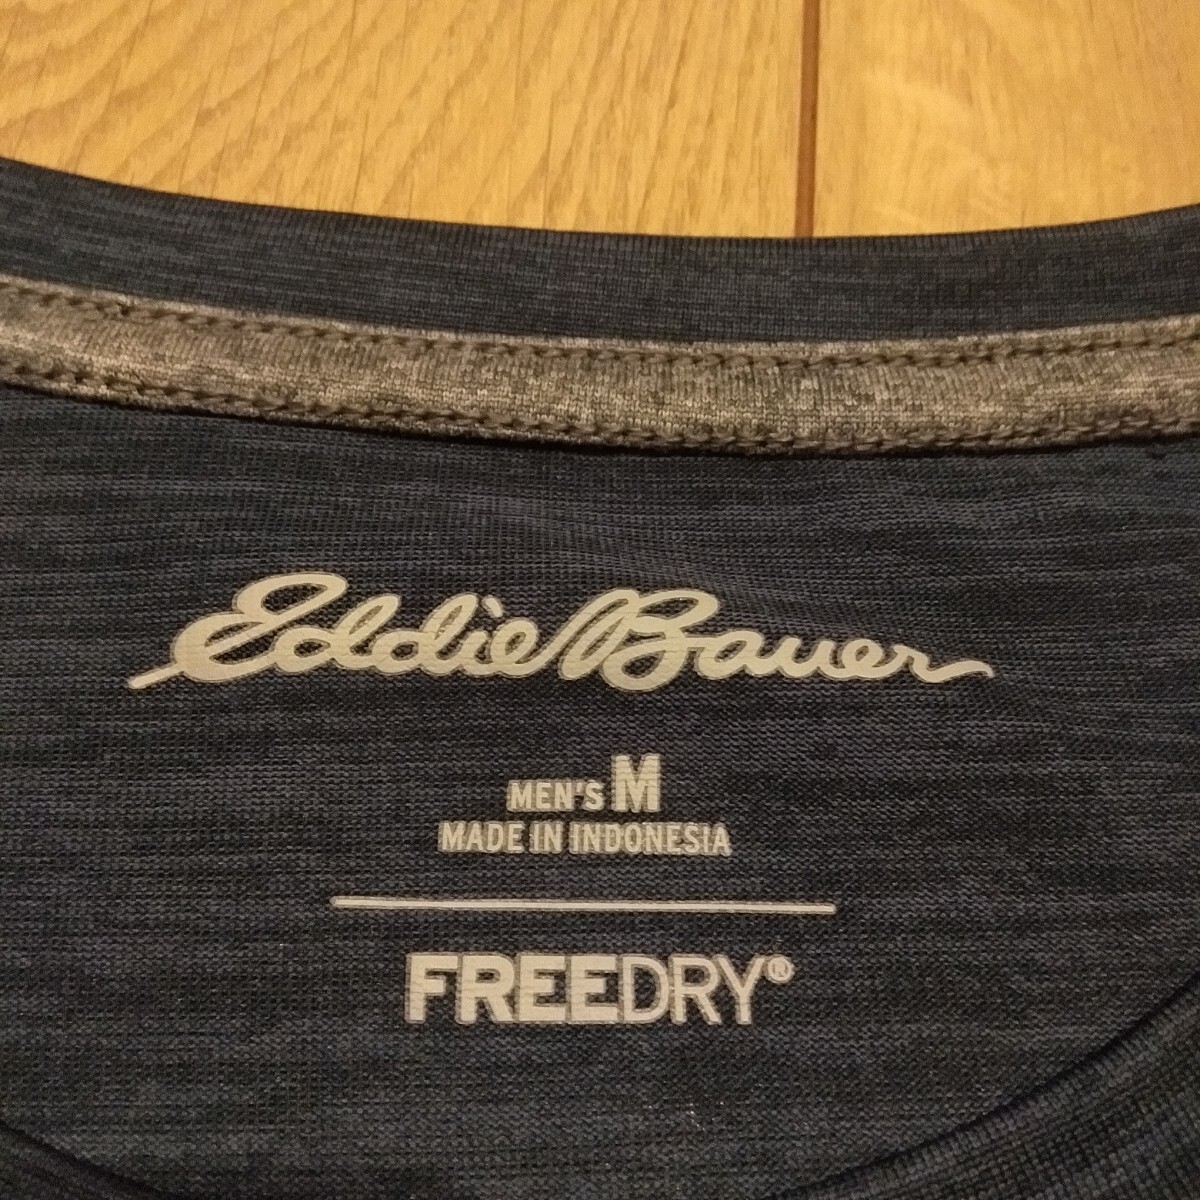 Eddie Bauer
MEN'S M
MADE IN INDONESIA
FREEDRY®